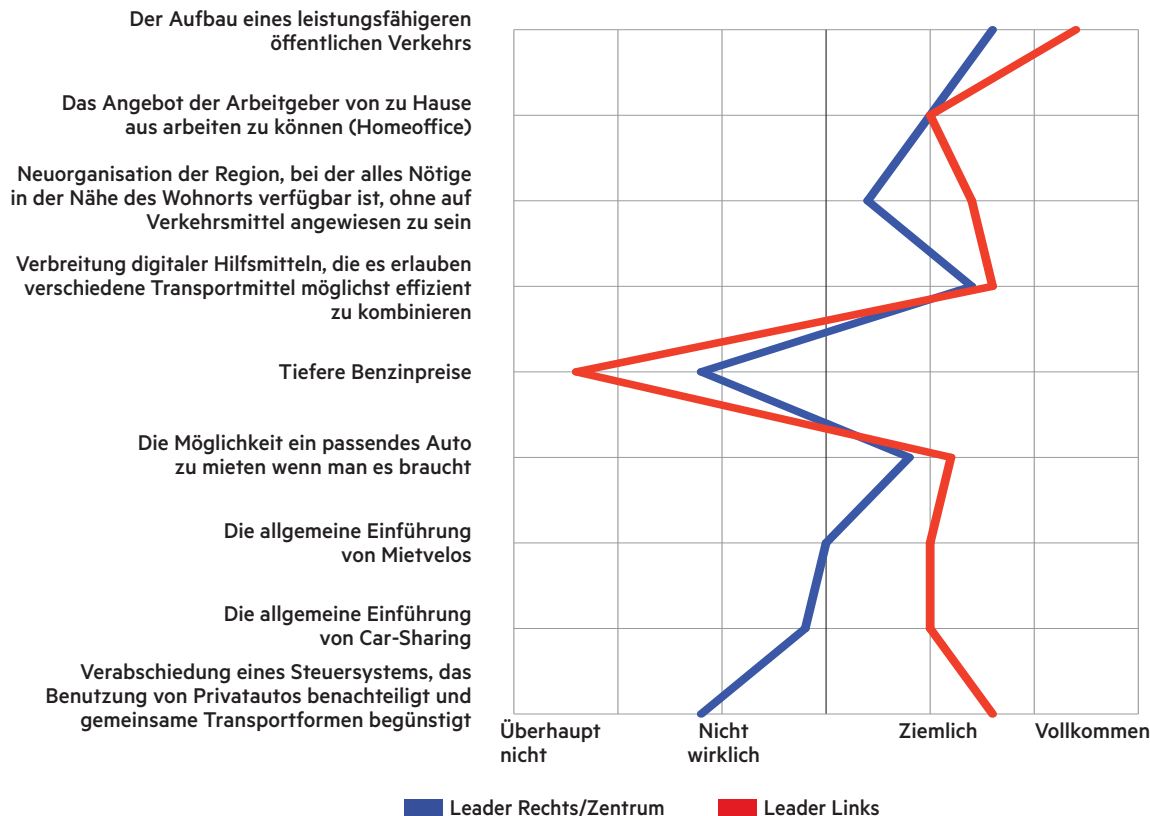 Der Aufbau eines leistungsfähigeren
öffentlichen Verkehrs
Das Angebot der Arbeitgeber von zu Hause
aus arbeiten zu können (Homeoffice)
Neuorganisation der Region, bei der alles Nötige
in der Nähe des Wohnorts verfügbar ist, ohne auf
Verkehrsmittel angewiesen zu sein
Verbreitung digitaler Hilfsmitteln, die es erlauben
verschiedene Transportmittel möglichst effizient
zu kombinieren
Tiefere Benzinpreise
Die Möglichkeit ein passendes Auto
zu mieten wenn man es braucht
Die allgemeine Einführung
von Mietvelos
Die allgemeine Einführung
von Car-Sharing
Verabschiedung eines Steuersystems, das
Benutzung von Privatautos benachteiligt und
gemeinsame Transportformen begünstigt
Überhaupt
nicht
Nicht
wirklich
Ziemlich
Vollkommen
Leader Rechts/Zentrum
Leader Links